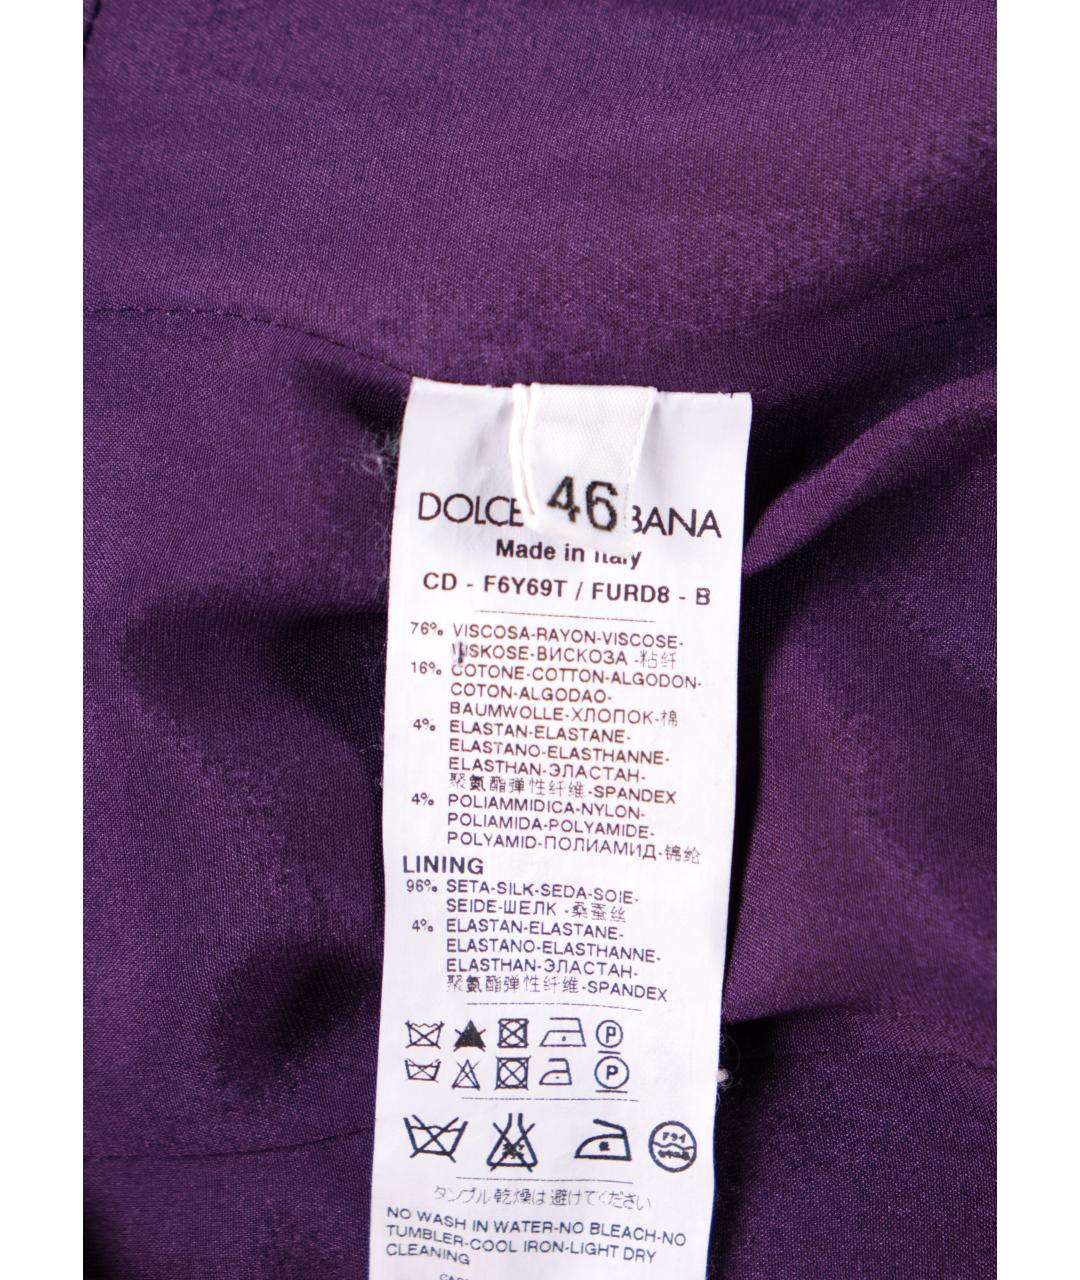 46
DOLCE BANA
Made in Italy
CD - F6Y69T / FURD8 - B
76% VISCOSA-RAYON-VISCOSE-
VISKOSE-ВИСКОЗА -粘纤
16% COTONE-COTTON-ALGODON-
COTON-ALGODAO-
BAUMWOLLE-ХЛОПОК-棉
4% ELASTAN-ELASTANE-
ELASTANO-ELASTHANNE-
ELASTHAN-ЭЛАСТАН-
聚氨酯弹性纤维-SPANDEX
4% POLIAMMIDICA-NYLON-
POLIAMIDA-POLYAMIDE-
POLYAMID-ПОЛИАМИД-锦纶
LINING
96% SETA-SILK-SEDA-SOIE-
SEIDE-ШЕЛК -桑蚕丝
4% ELASTAN-ELASTANE-
ELASTANO-ELASTHANNE-
ELASTHAN-ЭЛАСТАН-
聚氨酯弹性纤维-SPANDEX
P
P
ドライ
タンブル乾燥は避けてください
NO WASH IN WATER-NO BLEACH-NO
TUMBLER-COOL IRON-LIGHT DRY
CLEANING